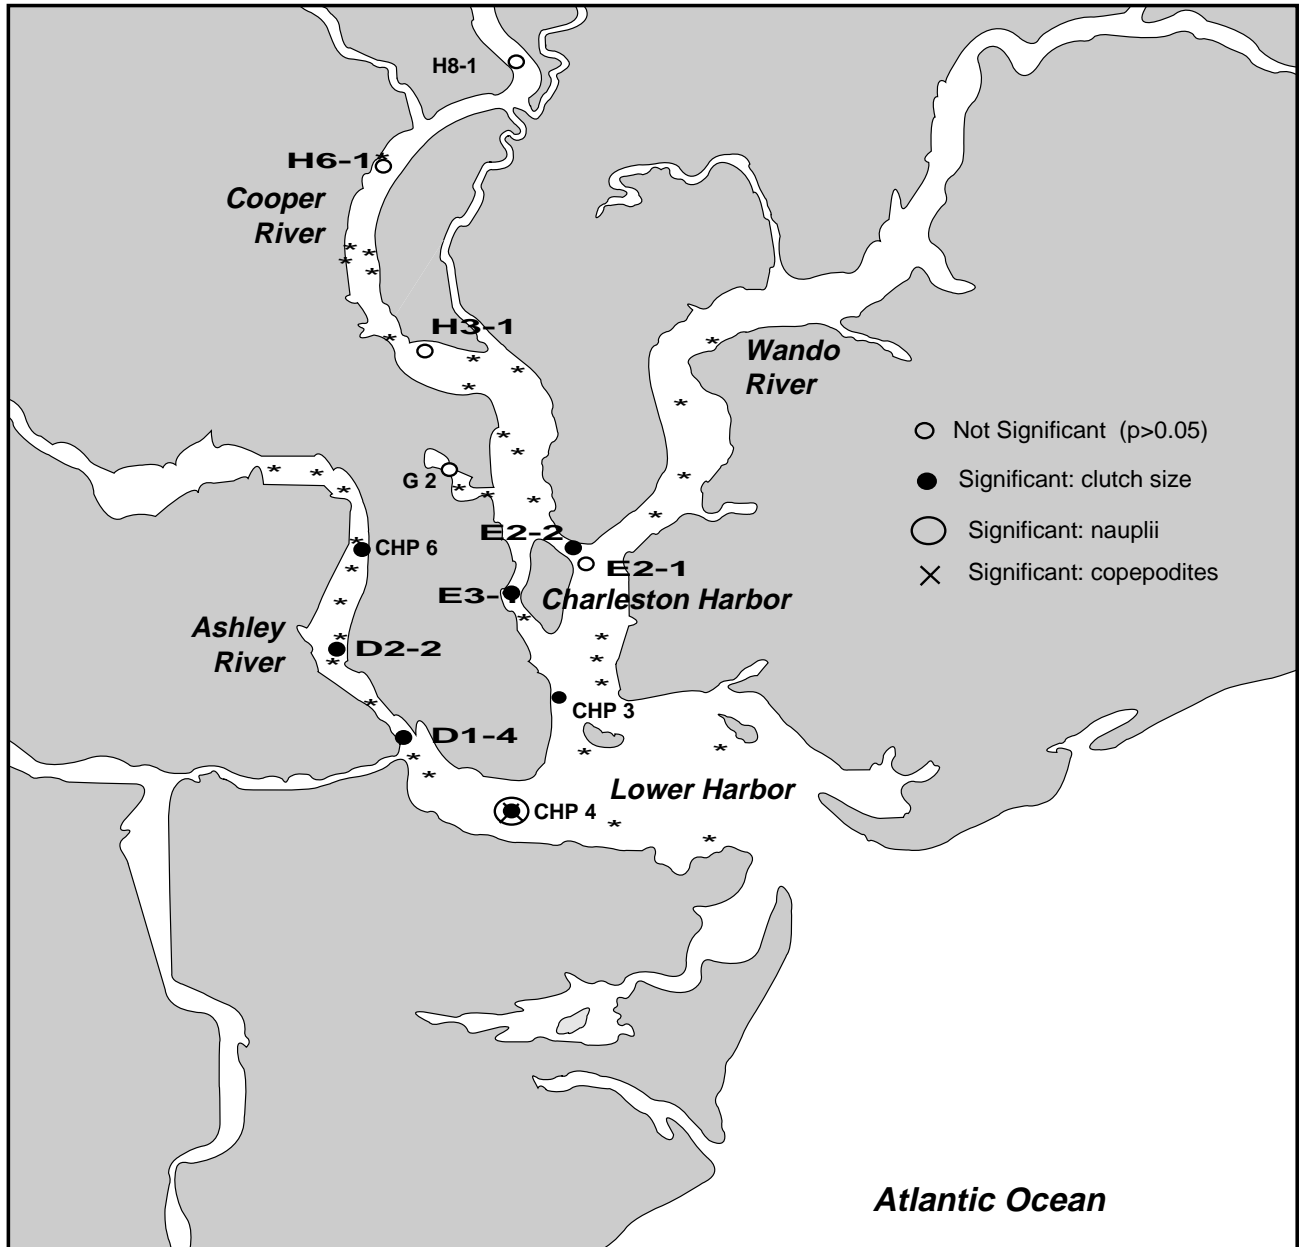 H8-1
H6-1
Cooper
River
H3-1
Wando
River
Not Significant (p>0.05)
G 2
Significant: clutch size
E2-2
Significant: nauplii
CHP 6
E2-1
Significant: copepodites
E3-1
Charleston Harbor
Ashley
River
D2-2
CHP 3
D1-4
Lower Harbor
CHP 4
Atlantic Ocean